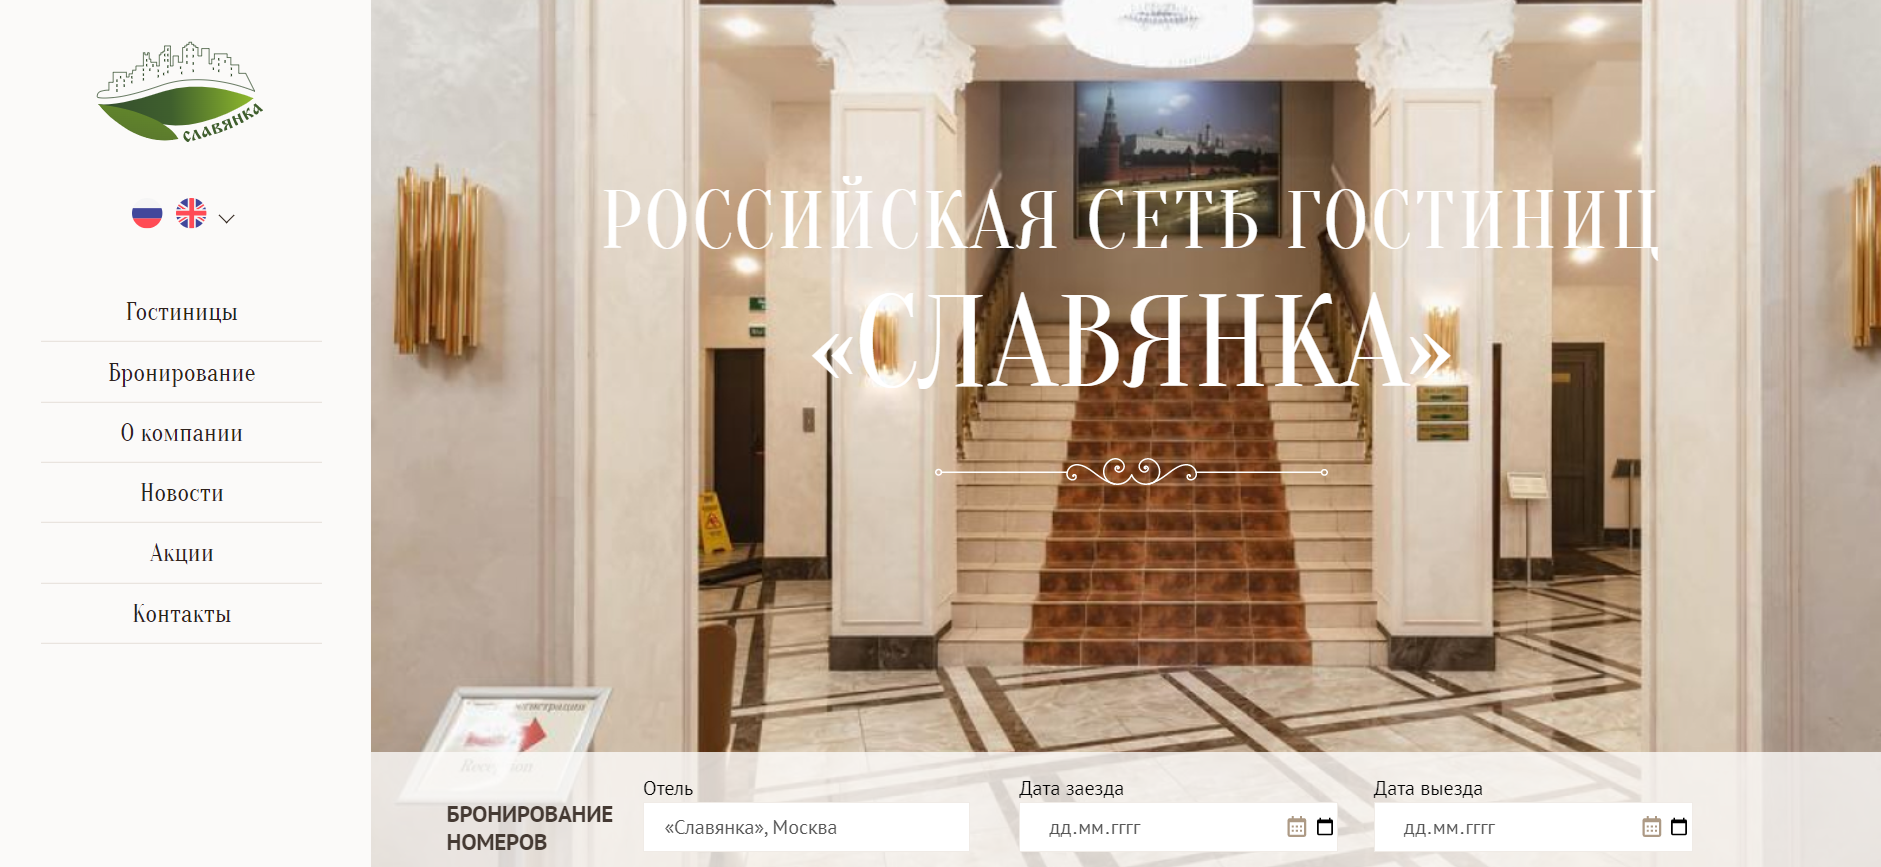 СЛАВЯНКА
Гостиницы
Бронирование
О компании
Новости
Акции
Контакты
РОССИЙСКАЯ СЕТЬ ГОСТИНИЦ
«СЛАВЯНКА»
Reception
БРОНИРОВАНИЕ
НОМЕРОВ
Отель
«Славянка», Москва
Дата заезда
дд.мм.гггг
Дата выезда
дд.мм.гггг